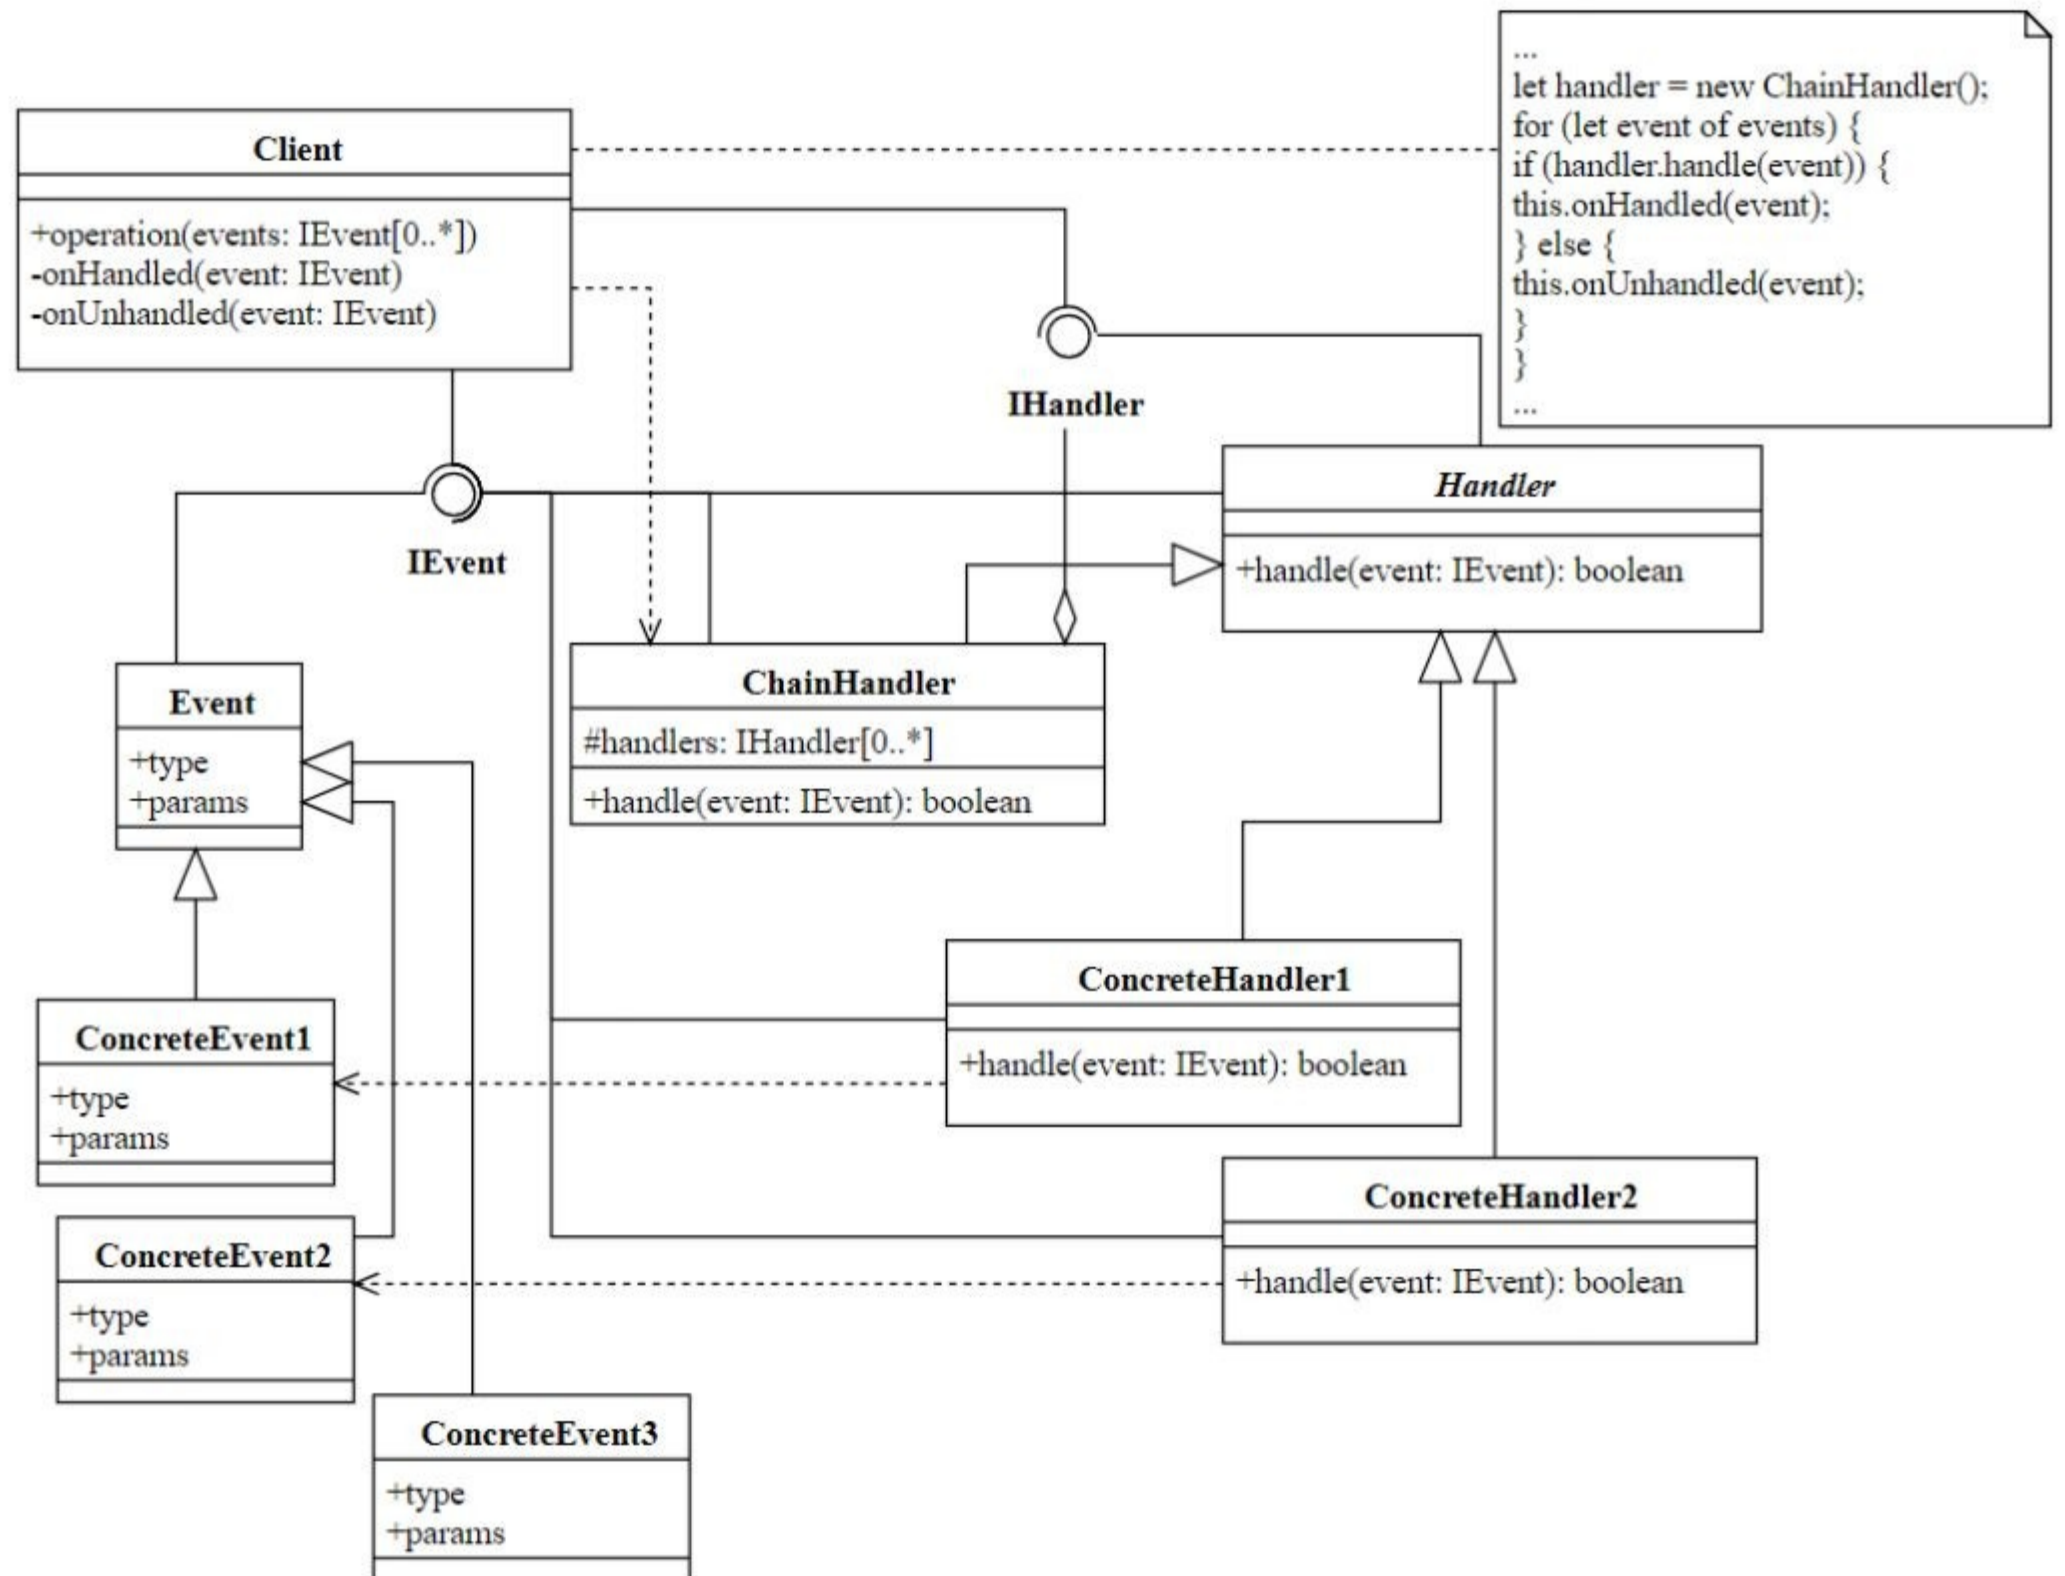 ...
let handler = new ChainHandler();
for (let event of events) {
if (handler.handle(event)) {
this.onHandled(event);
} else {
this.onUnhandled(event);
}
}
...
Client
+operation(events: IEvent[0..*])
-onHandled(event: IEvent)
-onUnhandled(event: IEvent)
IHandler
Handler
+handle(event: IEvent): boolean
IEvent
Event
+type
+params
ChainHandler
#handlers: IHandler[0..*]
+handle(event: IEvent): boolean
ConcreteHandler1
+handle(event: IEvent): boolean
ConcreteEvent1
+type
+params
ConcreteHandler2
+handle(event: IEvent): boolean
ConcreteEvent2
+type
+params
ConcreteEvent3
+type
+params